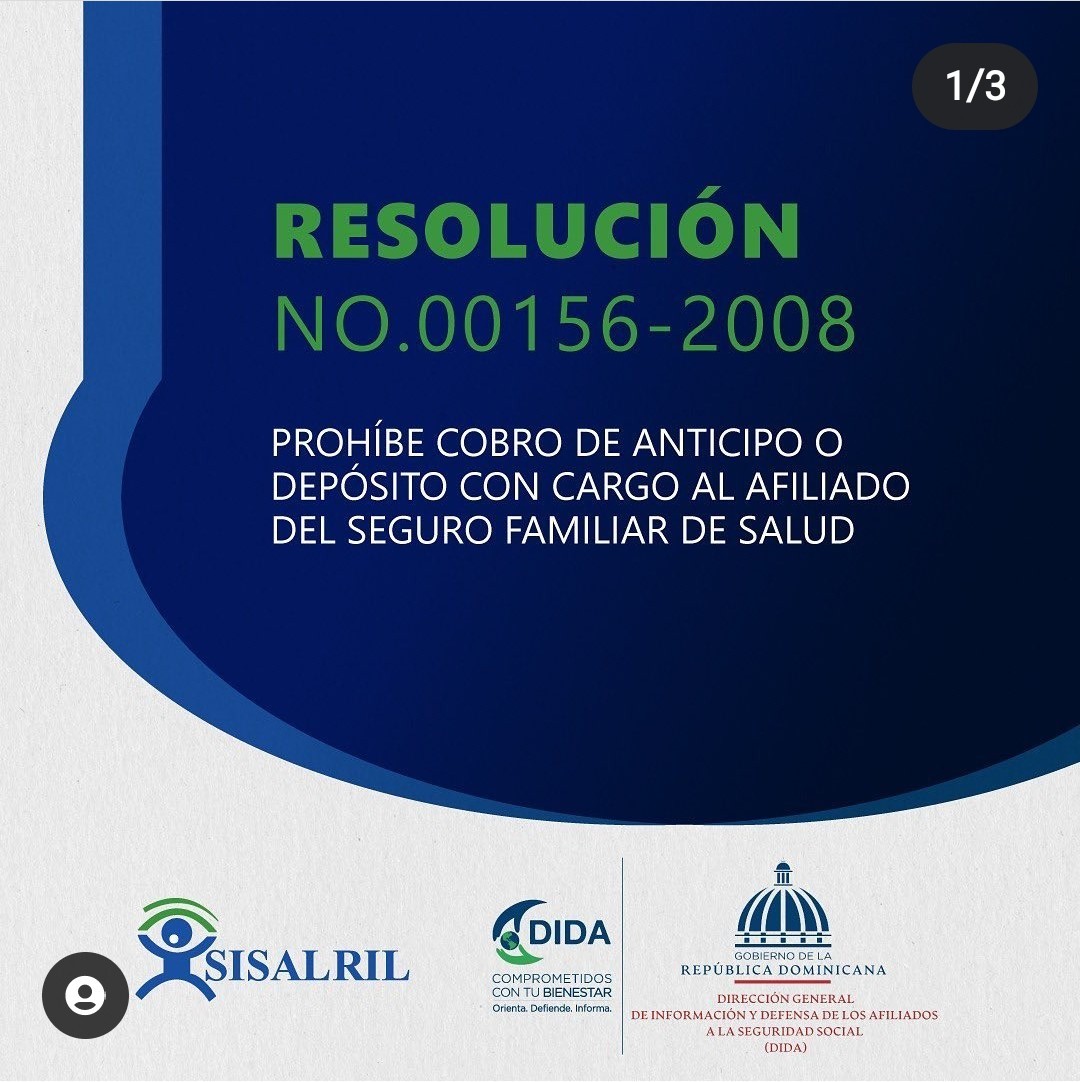 1/3
RESOLUCIÓN
NO.00156-2008
PROHÍBE COBRO DE ANTICIPO O
DEPÓSITO CON CARGO AL AFILIADO
DEL SEGURO FAMILIAR DE SALUD
SISALRIL
DIDA
COMPROMETIDOS
CON TU BIENESTAR
Orienta. Defiende. Informa.
GOBIERNO DE LA
REPÚBLICA DOMINICANA
DIRECCIÓN GENERAL
DE INFORMACIÓN Y DEFENSA DE LOS AFILIADOS
A LA SEGURIDAD SOCIAL
(DIDA)